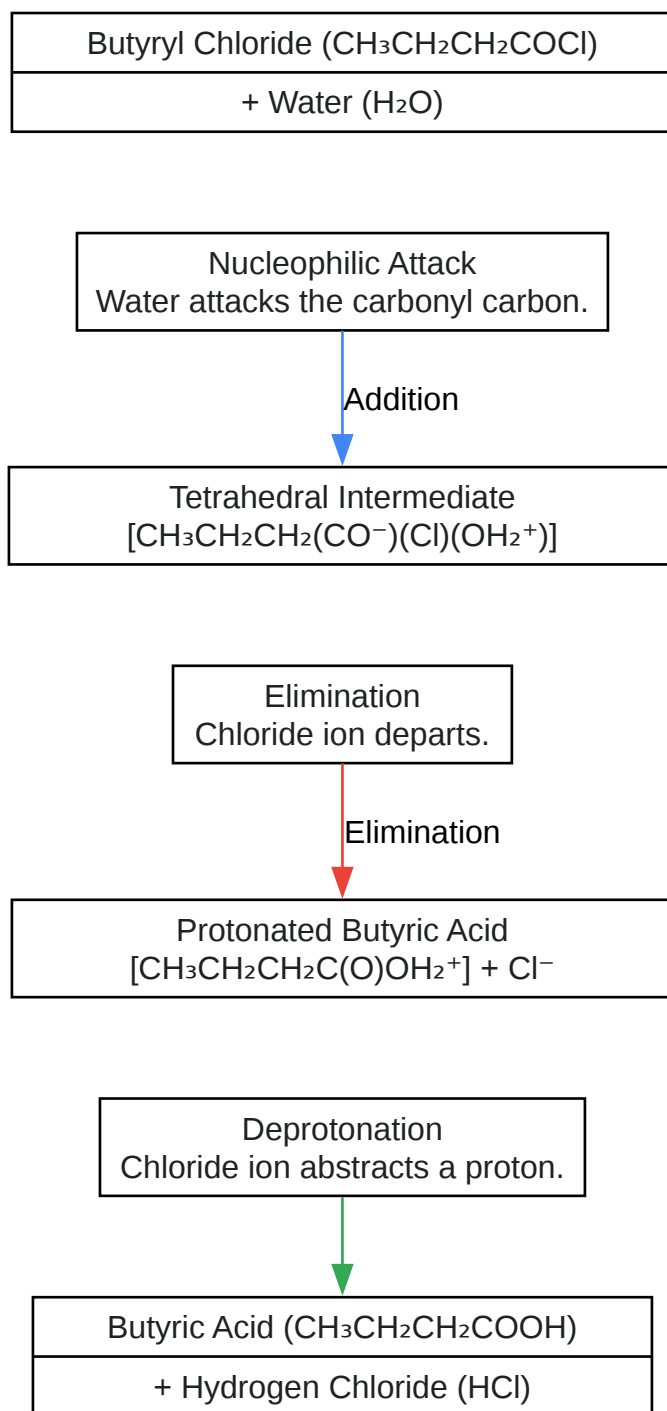 Butyryl Chloride (CH₃CH₂CH₂COCl)
+ Water (H₂O)
Nucleophilic Attack
Water attacks the carbonyl carbon.
Addition
Tetrahedral Intermediate
[CH₃CH₂CH₂(CO⁻)(Cl)(OH₂⁺)]
Elimination
Chloride ion departs.
Elimination
Protonated Butyric Acid
[CH₃CH₂CH₂C(O)OH₂⁺] + Cl⁻
Deprotonation
Chloride ion abstracts a proton.
Butyric Acid (CH₃CH₂CH₂COOH)
+ Hydrogen Chloride (HCl)